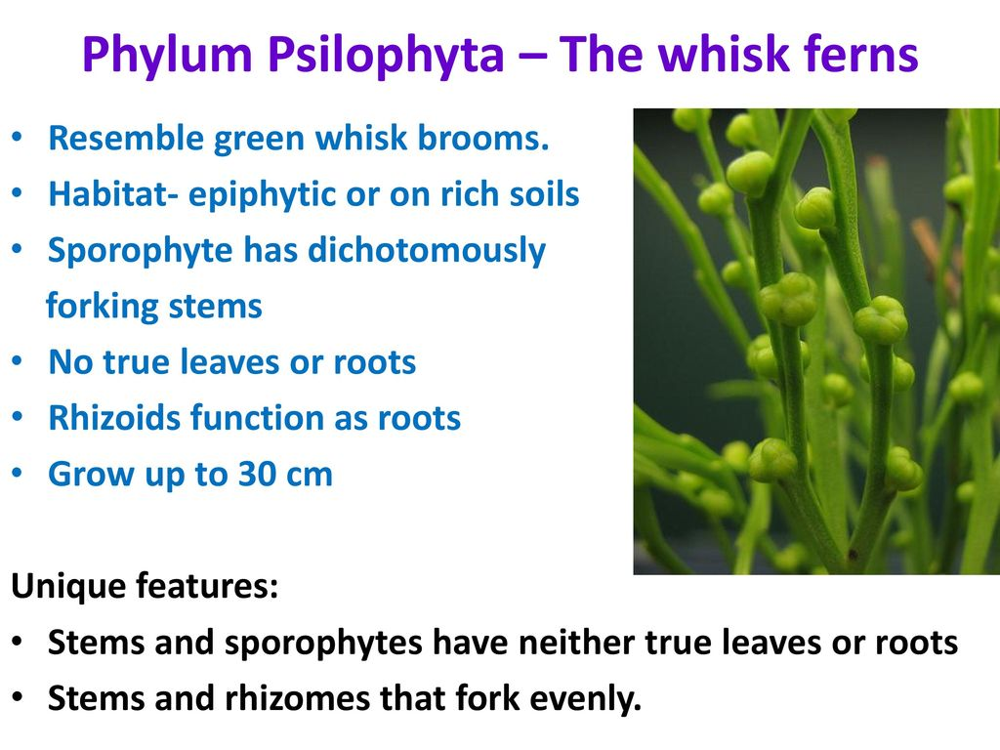 Phylum Psilophyta – The whisk ferns
• Resemble green whisk brooms.
• Habitat- epiphytic or on rich soils
• Sporophyte has dichotomously
forking stems
• No true leaves or roots
• Rhizoids function as roots
• Grow up to 30 cm
Unique features:
• Stems and sporophytes have neither true leaves or roots
• Stems and rhizomes that fork evenly.